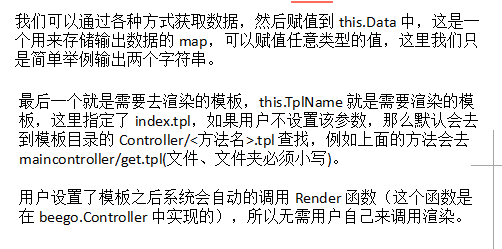 我们可以通过各种方式获取数据，然后赋值到 this.Data 中，这是一
个用来存储输出数据的 map，可以赋值任意类型的值，这里我们只
是简单举例输出两个字符串。
最后一个就是需要去渲染的模板，this.TplName 就是需要渲染的模
板，这里指定了 index.tpl，如果用户不设置该参数，那么默认会去
到模板目录的 Controller/<方法名>.tpl 查找，例如上面的方法会去
maincontroller/get.tpl(文件、文件夹必须小写)。
用户设置了模板之后系统会自动的调用 Render 函数（这个函数是
在 beego.Controller 中实现的），所以无需用户自己来调用渲染。